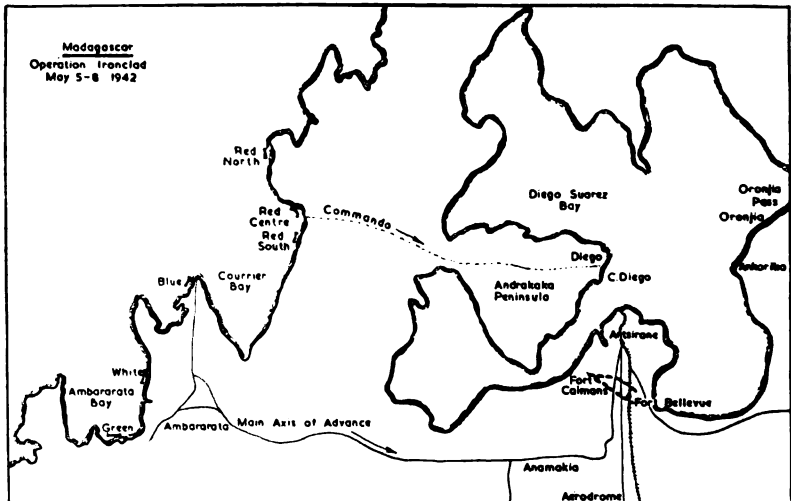 Madagascar
Operation Ironclad
May 5-8 1942
Red
North
Diego Suarez
Bay
Oronjia
Pass
Oronjia
Red
Centre
Red
South
Commando
Diego
Ankorika
Blue
Courrier
Bay
C.Diego
Andrakaka
Peninsula
Antsirane
White
Ambararata
Bay
Fort
Caimans
Fort Bellevue
Green
Ambararata
Main Axis of Advance
Anamakia
Aerodrome